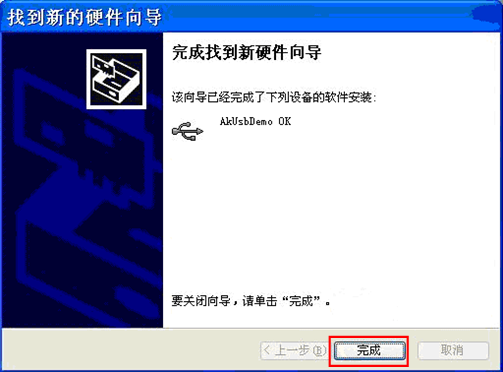 找到新的硬件向导
完成找到新硬件向导
该向导已经完成了下列设备的软件安装:
AkUsbDemo OK
要关闭向导,请单击“完成”。
< 上一步(B)
完成
取消